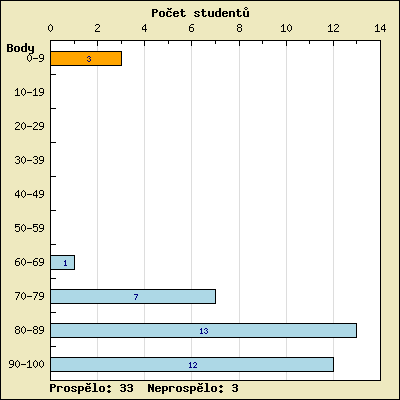 Počet studentů
0 2 4 6 8 10 12 14
Body
0-9 3
10-19
20-29
30-39
40-49
50-59
60-69 1
70-79 7
80-89 13
90-100 12
Prospělo: 33 Neprospělo: 3